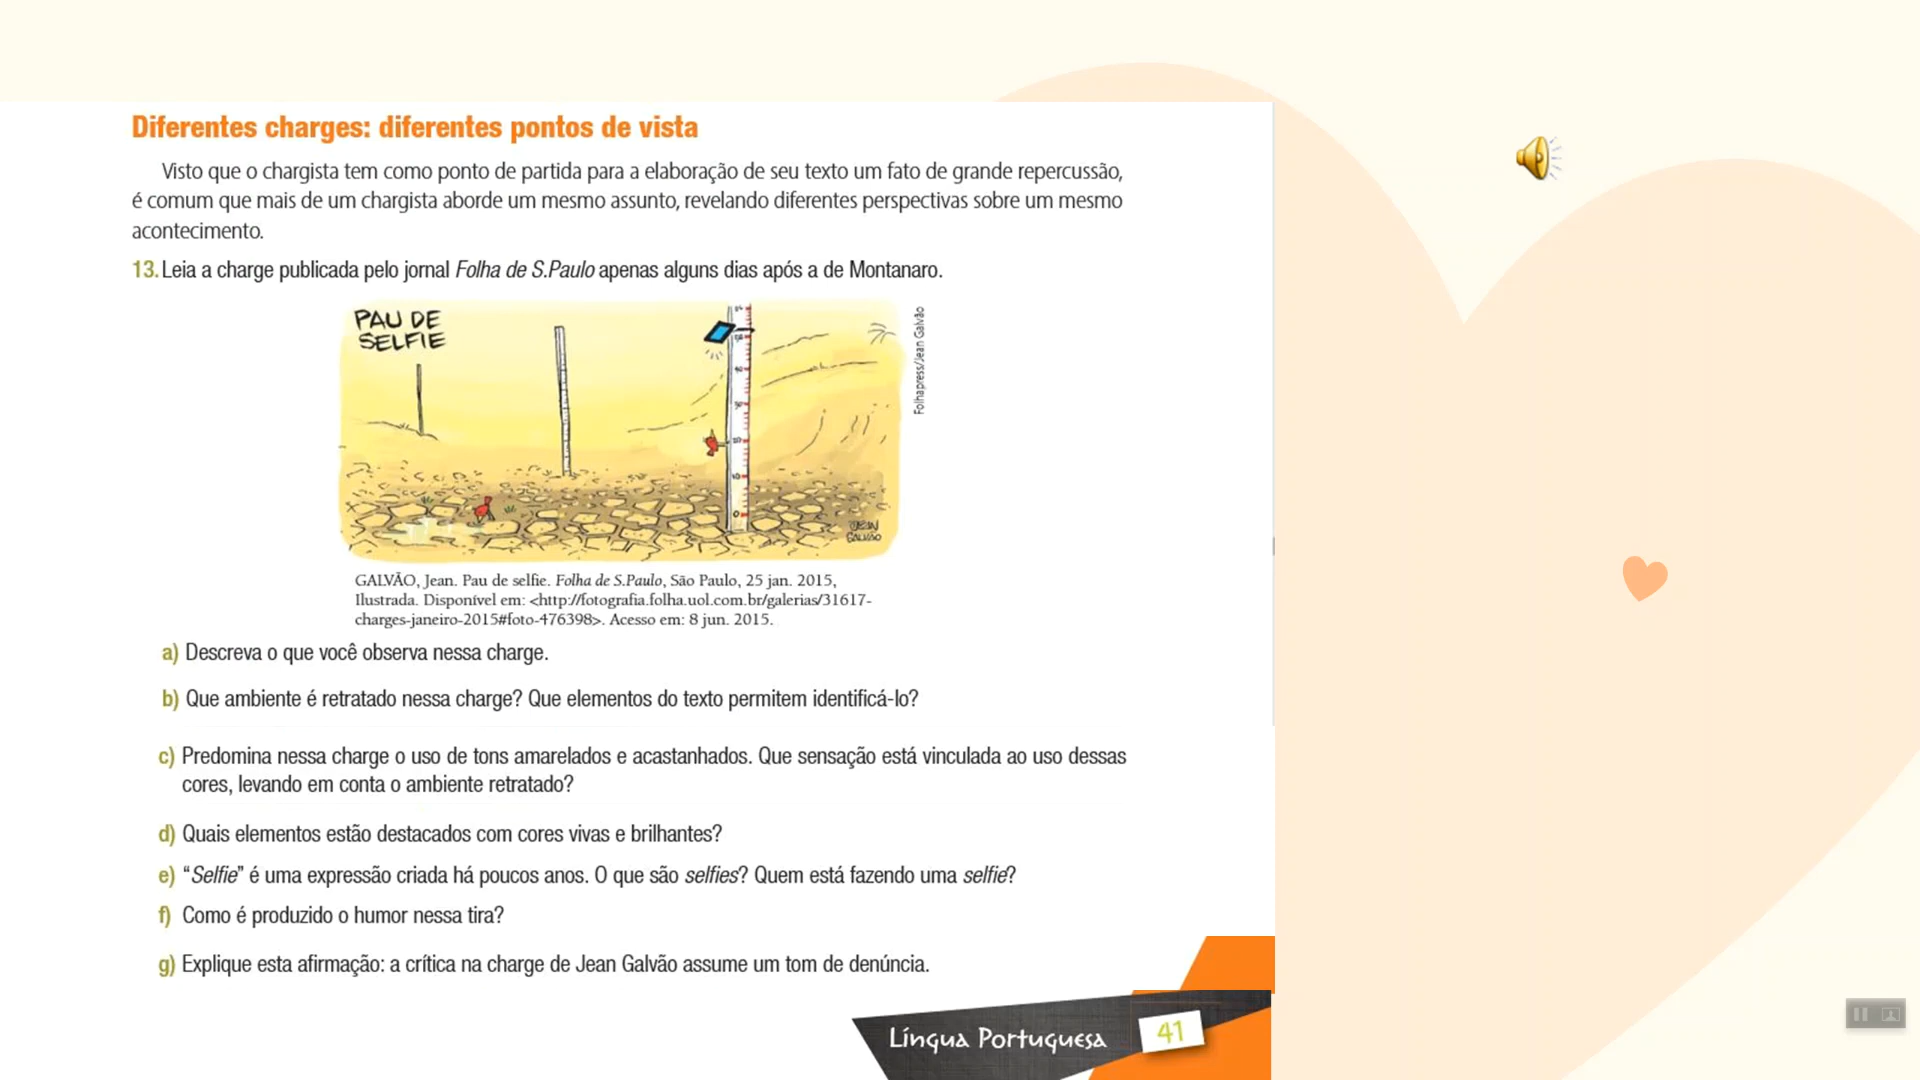 Diferentes charges: diferentes pontos de vista
Visto que o chargista tem como ponto de partida para a elaboração de seu texto um fato de grande repercussão,
é comum que mais de um chargista aborde um mesmo assunto, revelando diferentes perspectivas sobre um mesmo
acontecimento.
13. Leia a charge publicada pelo jornal Folha de S.Paulo apenas alguns dias após a de Montanaro.
PAU DE
SELFIE
Folhapress/Jean Galvão
JEAN
GALVÃO
GALVÃO, Jean. Pau de selfie. Folha de S.Paulo, São Paulo, 25 jan. 2015,
Ilustrada. Disponível em: <http://fotografia.folha.uol.com.br/galerias/31617-
charges-janeiro-2015#foto-476398>. Acesso em: 8 jun. 2015.
a) Descreva o que você observa nessa charge.
b) Que ambiente é retratado nessa charge? Que elementos do texto permitem identificá-lo?
c) Predomina nessa charge o uso de tons amarelados e acastanhados. Que sensação está vinculada ao uso dessas
cores, levando em conta o ambiente retratado?
d) Quais elementos estão destacados com cores vivas e brilhantes?
e) “Selfie” é uma expressão criada há poucos anos. O que são selfies? Quem está fazendo uma selfie?
f) Como é produzido o humor nessa tira?
g) Explique esta afirmação: a crítica na charge de Jean Galvão assume um tom de denúncia.
Língua Portuguesa 41